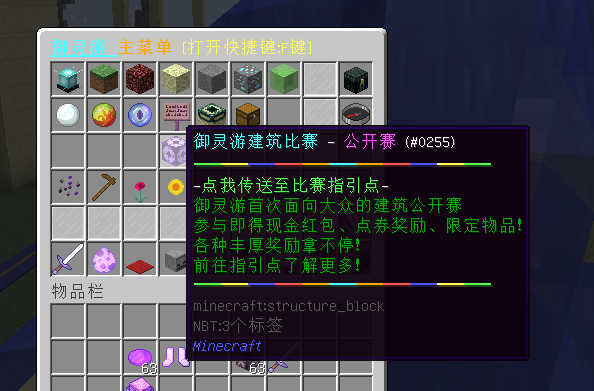 御灵游 主菜单 [打开快捷键:F键]
御灵游建筑比赛 - 公开赛 (#0255)
-点我传送至比赛指引点-
御灵游首次面向大众的建筑公开赛
参与即得现金红包、点券奖励、限定物品!
各种丰厚奖励拿不停!
前往指引点了解更多!
minecraft:structure_block
NBT:3个标签
Minecraft
物品栏
63
63